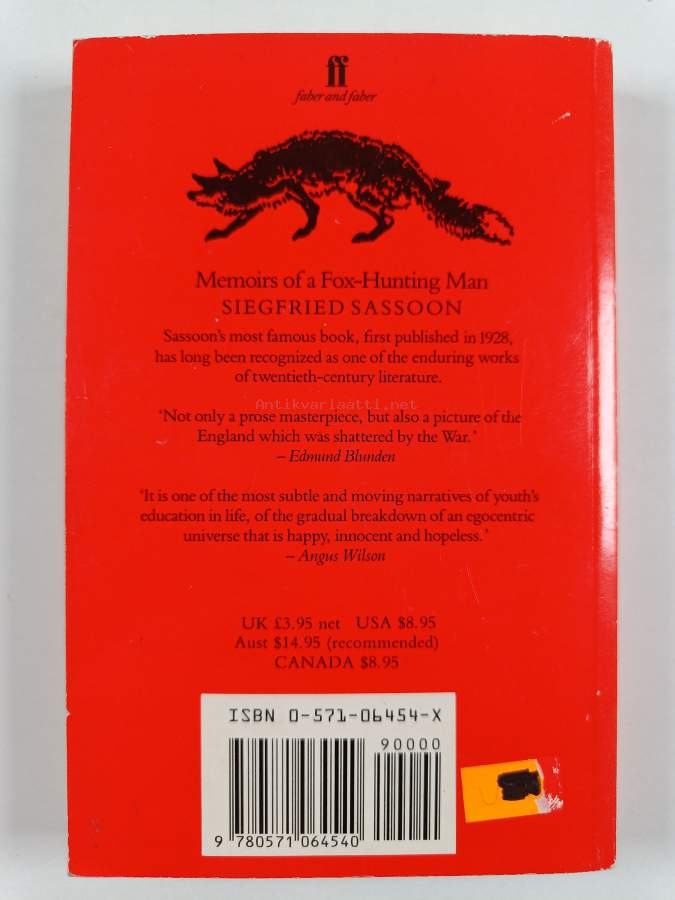 ff
faber and faber
Memoirs of a Fox-Hunting Man
SIEGFRIED SASSOON
Sassoon's most famous book, first published in 1928,
has long been recognized as one of the enduring works
of twentieth-century literature.
Antikvariaatti.net
'Not only a prose masterpiece, but also a picture of the
England which was shattered by the War.'
– Edmund Blunden
'It is one of the most subtle and moving narratives of youth's
education in life, of the gradual breakdown of an egocentric
universe that is happy, innocent and hopeless.'
– Angus Wilson
UK £3.95 net USA $8.95
Aust $14.95 (recommended)
CANADA $8.95
ISBN 0-571-06454-X
90000
9 780571 064540